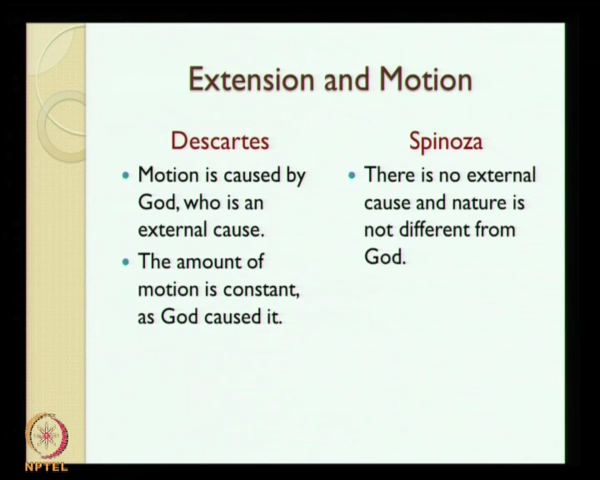 Extension and Motion
Descartes
• Motion is caused by
God, who is an
external cause.
• The amount of
motion is constant,
as God caused it.
Spinoza
• There is no external
cause and nature is
not different from
God.
NPTEL